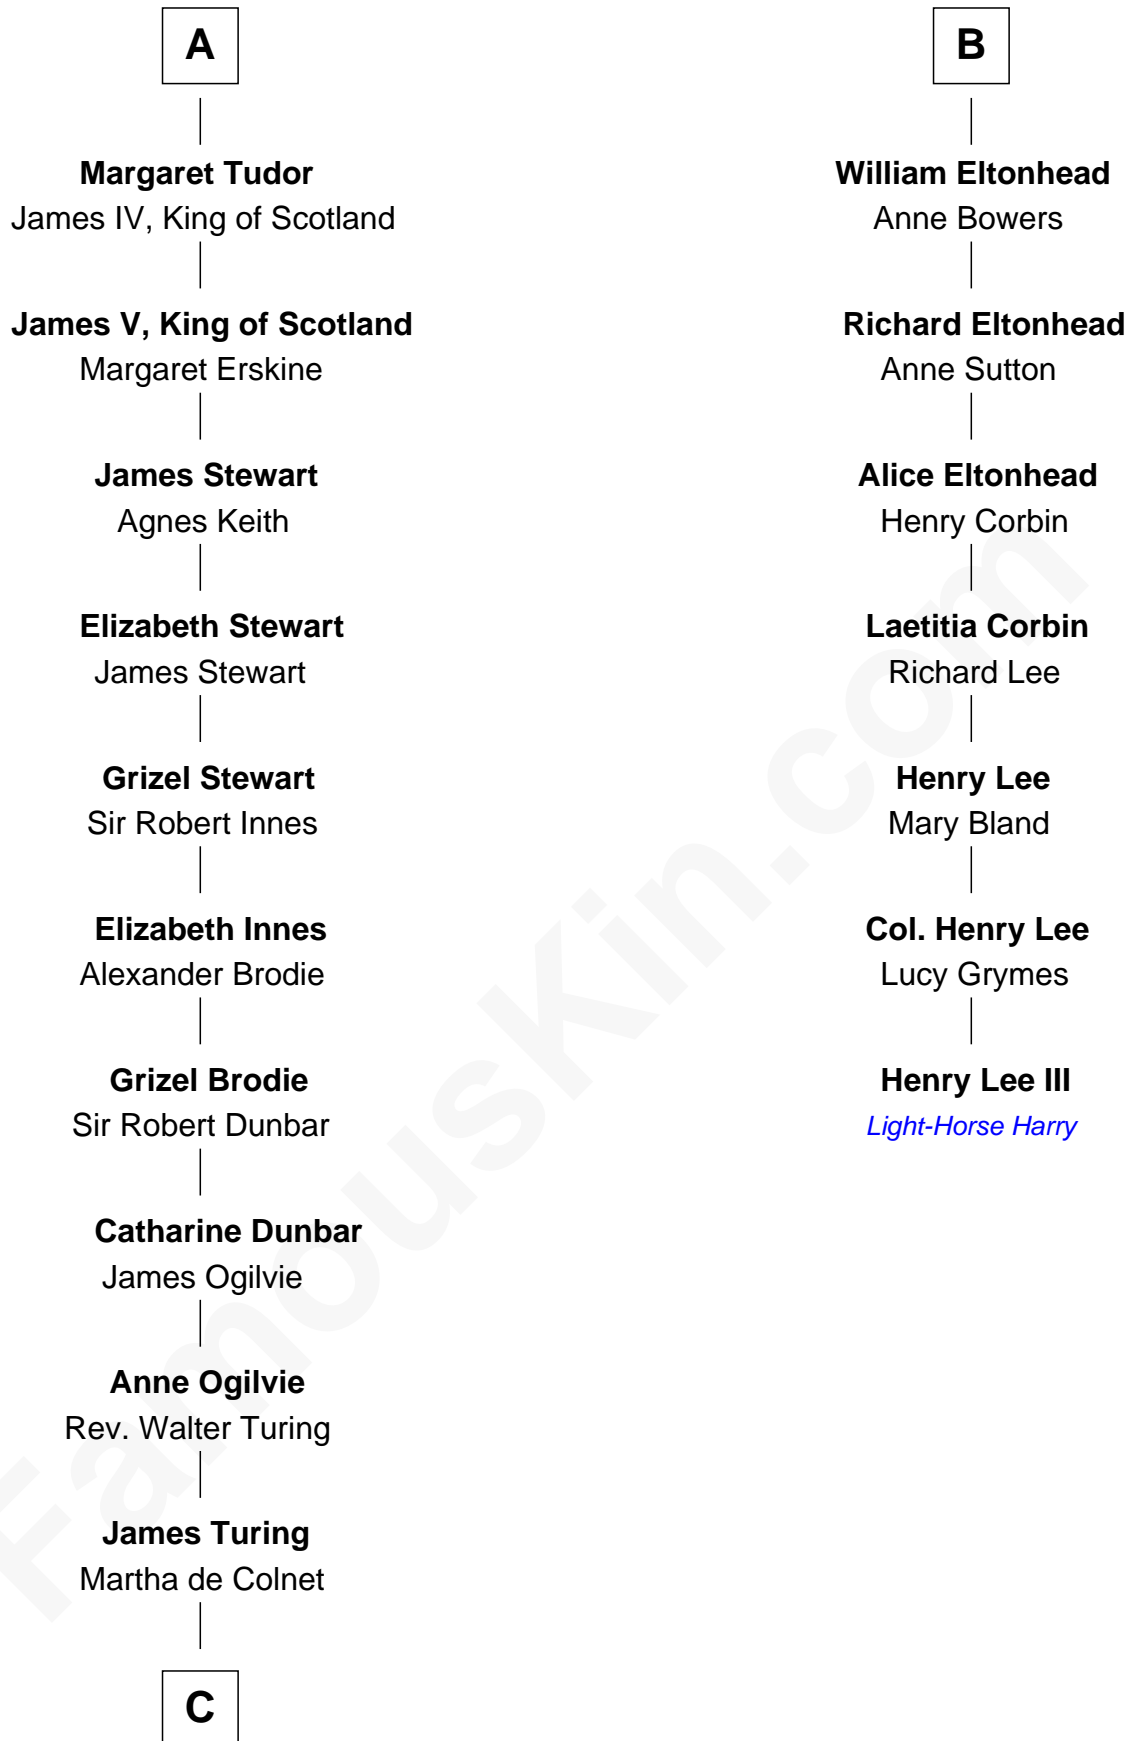 A
Margaret Tudor
James IV, King of Scotland
James V, King of Scotland
Margaret Erskine
James Stewart
Agnes Keith
Elizabeth Stewart
James Stewart
Grizel Stewart
Sir Robert Innes
Elizabeth Innes
Alexander Brodie
Grizel Brodie
Sir Robert Dunbar
Catharine Dunbar
James Ogilvie
Anne Ogilvie
Rev. Walter Turing
James Turing
Martha de Colnet
C
B
William Eltonhead
Anne Bowers
Richard Eltonhead
Anne Sutton
Alice Eltonhead
Henry Corbin
Laetitia Corbin
Richard Lee
Henry Lee
Mary Bland
Col. Henry Lee
Lucy Grymes
Henry Lee III
Light-Horse Harry
FamousKin.com